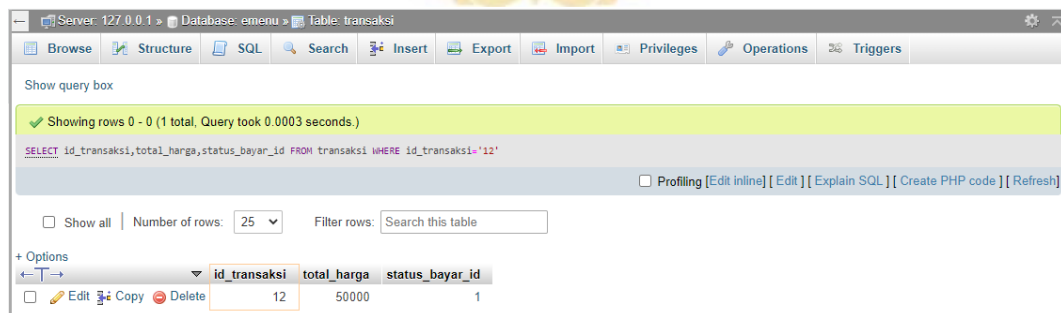 Server: 127.0.0.1 » Database: emenu » Table: transaksi
Browse Structure SQL Search Insert Export Import Privileges Operations Triggers
Show query box
Showing rows 0 - 0 (1 total, Query took 0.0003 seconds.)
SELECT id_transaksi,total_harga,status_bayar_id FROM transaksi WHERE id_transaksi='12'
Profiling [Edit inline] [ Edit ] [ Explain SQL ] [ Create PHP code ] [ Refresh]
Show all | Number of rows: 25 Filter rows: Search this table
+ Options
←T→ ▼ id_transaksi total_harga status_bayar_id
Edit Copy Delete 12 50000 1